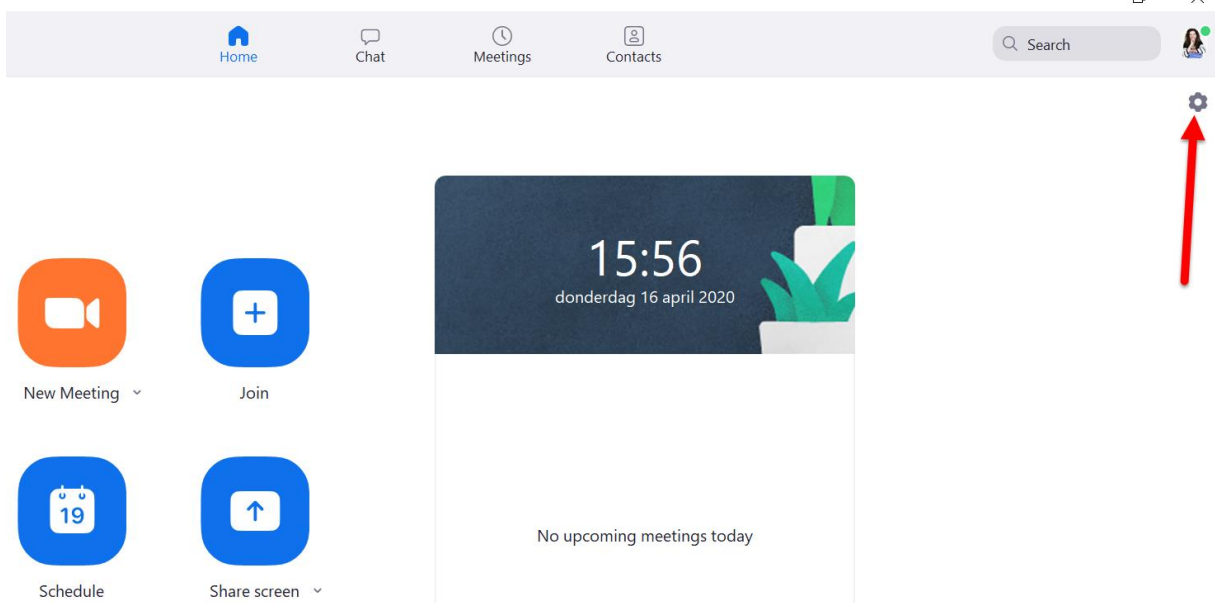 Home
Chat
Meetings
Contacts
Search
15:56
donderdag 16 april 2020
New Meeting
Join
19
Schedule
Share screen
No upcoming meetings today